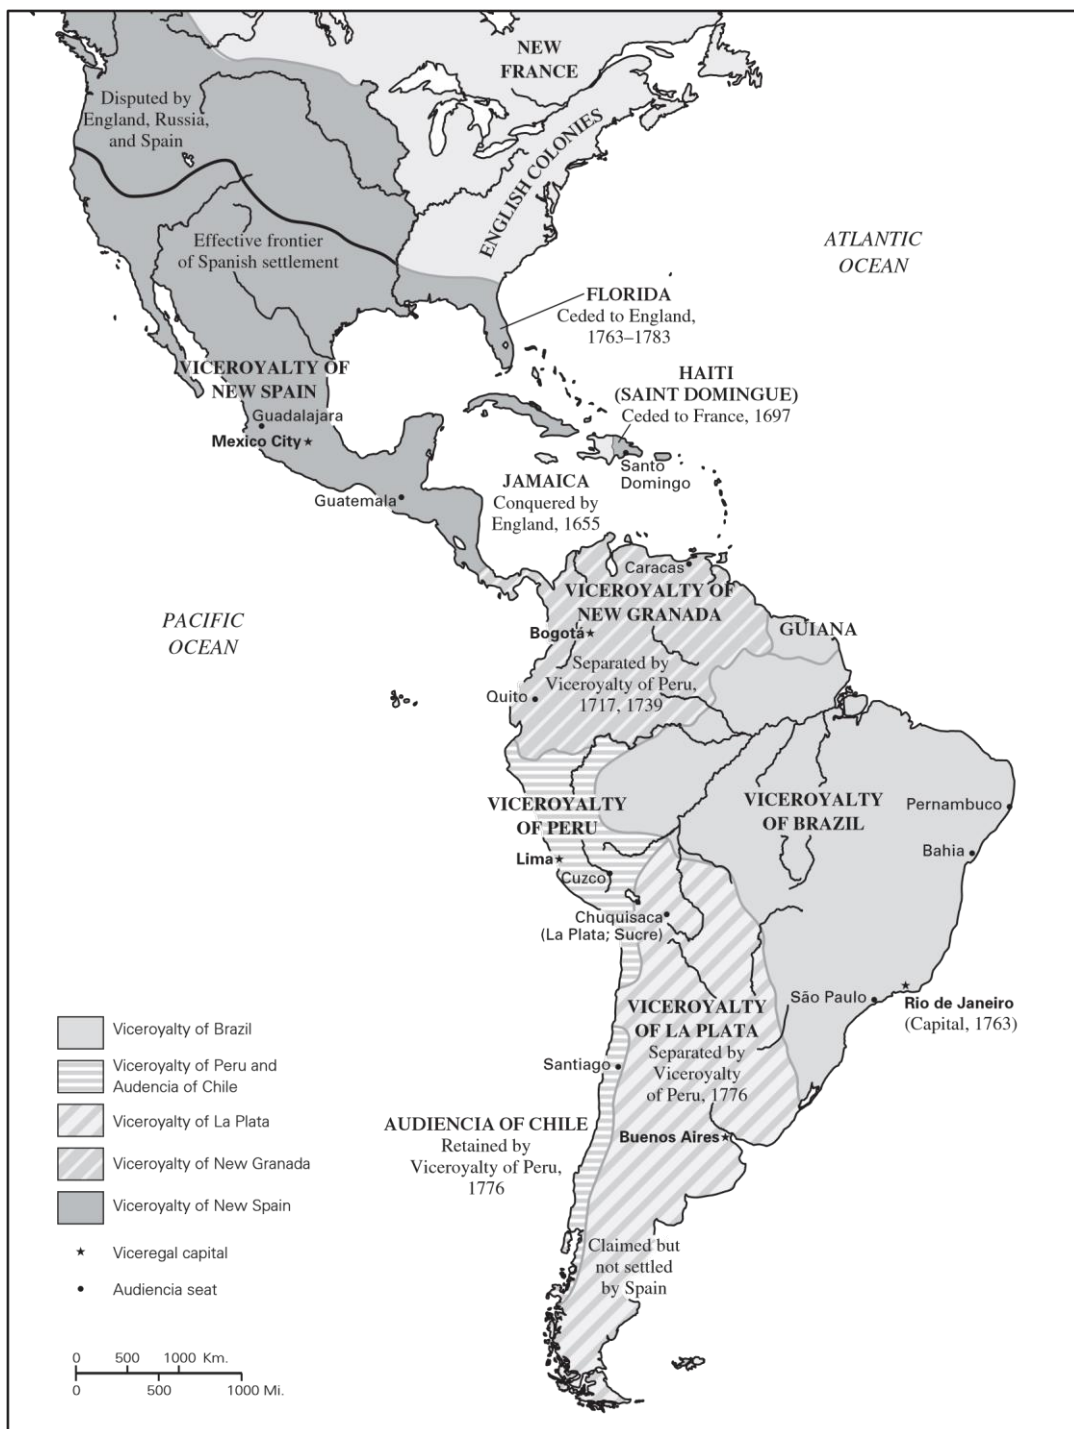 NEW
FRANCE
Disputed by
England, Russia,
and Spain
ENGLISH COLONIES
Effective frontier
of Spanish settlement
ATLANTIC
OCEAN
FLORIDA
Ceded to England,
1763–1783
VICEROYALTY OF
NEW SPAIN
HAITI
(SAINT DOMINGUE)
Ceded to France, 1697
Guadalajara
Mexico City
Santo
Domingo
JAMAICA
Conquered by
England, 1655
Guatemala
Caracas
VICEROYALTY OF
NEW GRANADA
PACIFIC
OCEAN
Bogotá
GUIANA
Separated by
Viceroyalty of Peru,
1717, 1739
Quito
VICEROYALTY
OF PERU
VICEROYALTY
OF BRAZIL
Pernambuco
Bahia
Lima
Cuzco
Chuquisaca
(La Plata; Sucre)
São Paulo
Rio de Janeiro
(Capital, 1763)
VICEROYALTY
OF LA PLATA
Separated by
Viceroyalty
of Peru, 1776
Santiago
AUDIENCIA OF CHILE
Retained by
Viceroyalty of Peru,
1776
Buenos Aires
Claimed but
not settled
by Spain
Viceroyalty of Brazil
Viceroyalty of Peru and
Audencia of Chile
Viceroyalty of La Plata
Viceroyalty of New Granada
Viceroyalty of New Spain
Viceregal capital
Audiencia seat
0 500 1000 Km.
0 500 1000 Mi.